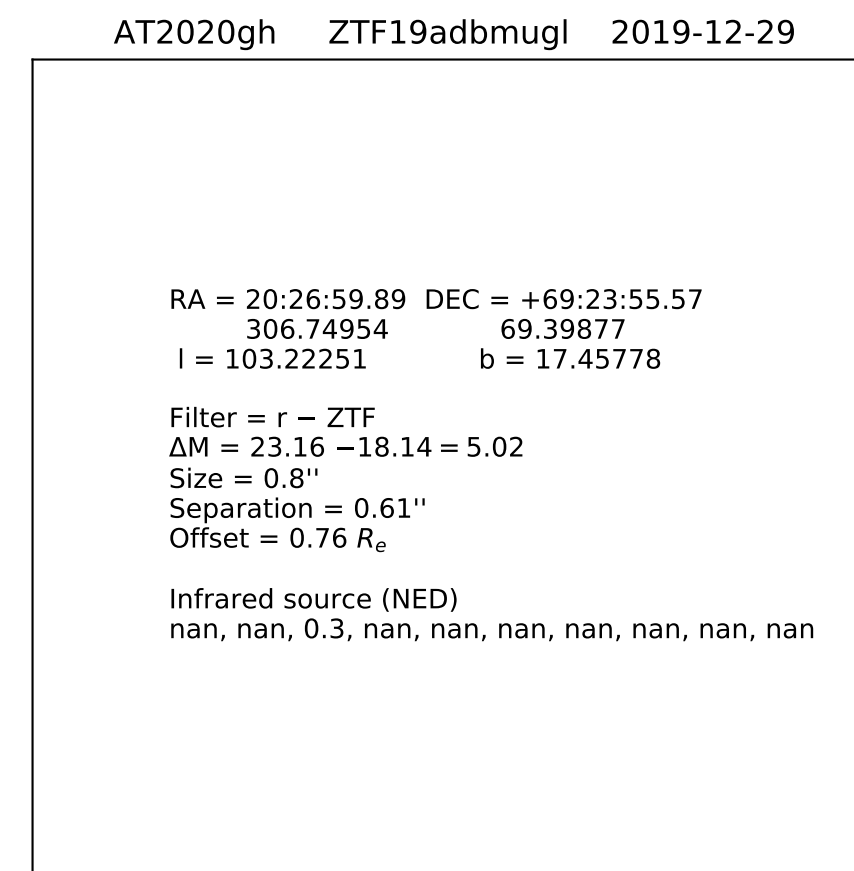 AT2020gh ZTF19adbmugl 2019-12-29
RA = 20:26:59.89 DEC = +69:23:55.57
306.74954 69.39877
l = 103.22251 b = 17.45778
Filter = r − ZTF
ΔM = 23.16 −18.14 = 5.02
Size = 0.8''
Separation = 0.61''
Offset = 0.76 Re
Infrared source (NED)
nan, nan, 0.3, nan, nan, nan, nan, nan, nan, nan